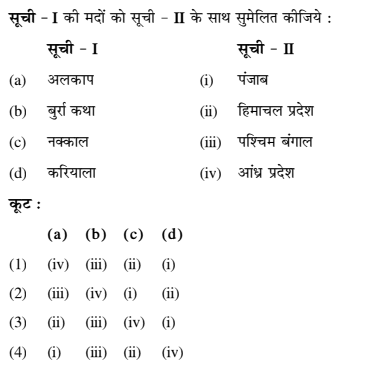 सूची - I की मदों को सूची - II के साथ सुमेलित कीजिये :
सूची - I सूची - II
(a) अलकाप (i) पंजाब
(b) बुर्रा कथा (ii) हिमाचल प्रदेश
(c) नक्काल (iii) पश्चिम बंगाल
(d) करियाला (iv) आंध्र प्रदेश
कूट :
(a) (b) (c) (d)
(1) (iv) (iii) (ii) (i)
(2) (iii) (iv) (i) (ii)
(3) (ii) (iii) (iv) (i)
(4) (i) (iii) (ii) (iv)